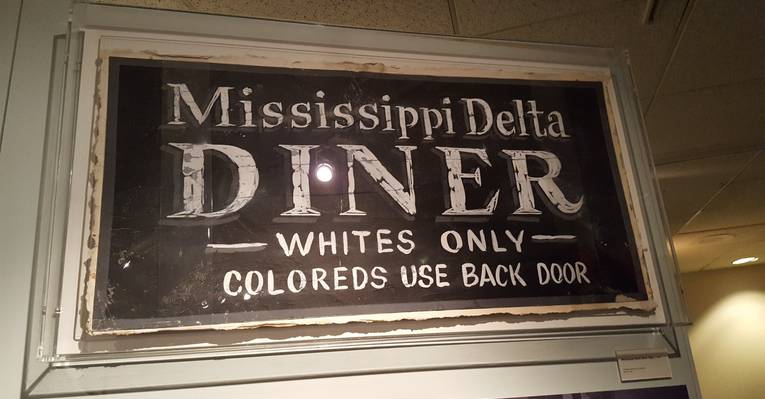 Mississippi Delta
DINER
WHITES ONLY
COLOREDS USE BACK DOOR